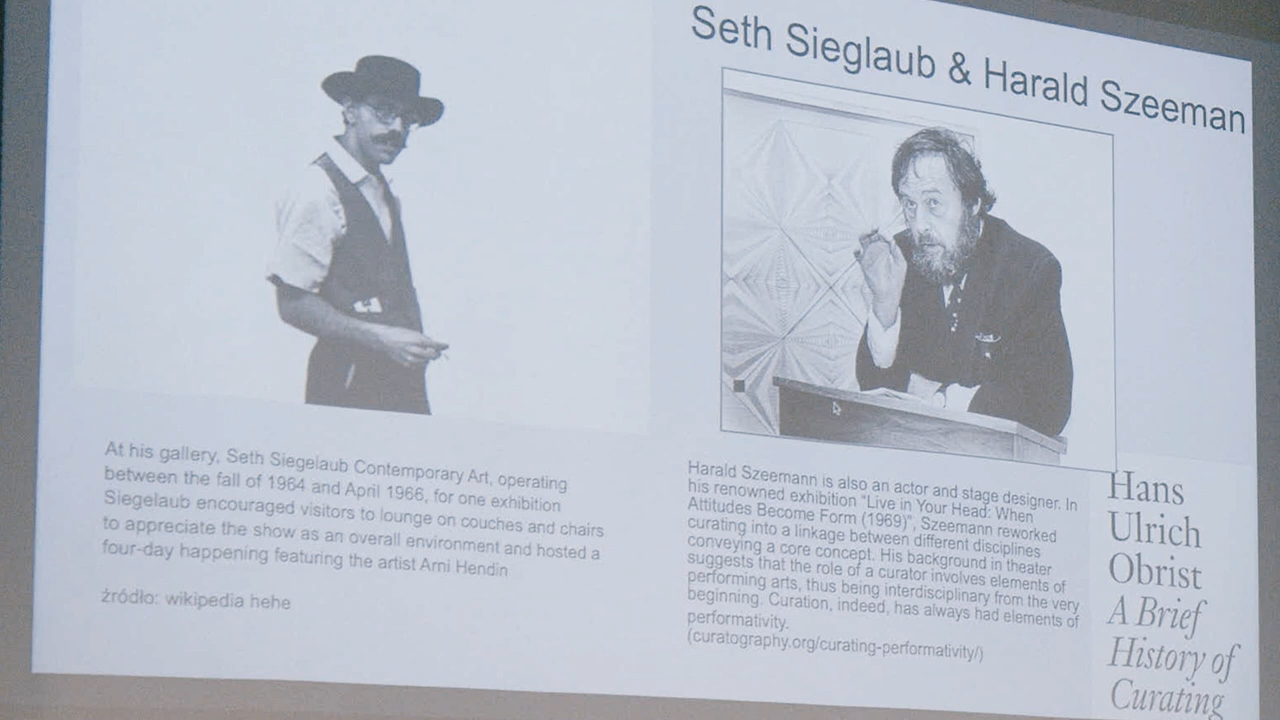 Seth Sieglaub & Harald Szeeman
At his gallery, Seth Siegelaub Contemporary Art, operating
between the fall of 1964 and April 1966, for one exhibition
Siegelaub encouraged visitors to lounge on couches and chairs
to appreciate the show as an overall environment and hosted a
four-day happening featuring the artist Arni Hendin
źródło: wikipedia hehe
Harald Szeemann is also an actor and stage designer. In
his renowned exhibition “Live in Your Head: When
Attitudes Become Form (1969)”, Szeemann reworked
curating into a linkage between different disciplines
conveying a core concept. His background in theater
suggests that the role of a curator involves elements of
performing arts, thus being interdisciplinary from the very
beginning. Curation, indeed, has always had elements of
performativity.
(curatography.org/curating-performativity/)
Hans
Ulrich
Obrist
A Brief
History of
Curating